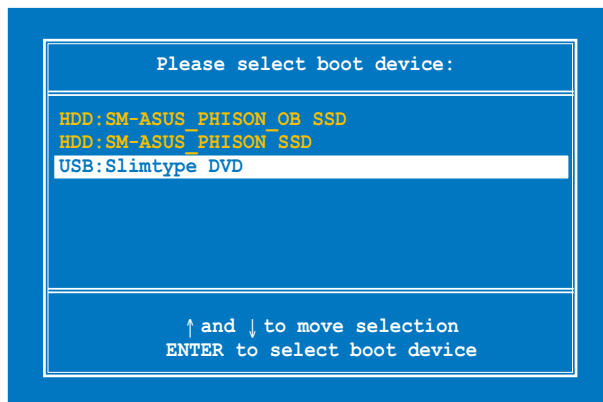 Please select boot device:
HDD:SM-ASUS_PHISON_OB SSD
HDD:SM-ASUS_PHISON SSD
USB:Slimtype DVD
↑ and ↓ to move selection
ENTER to select boot device